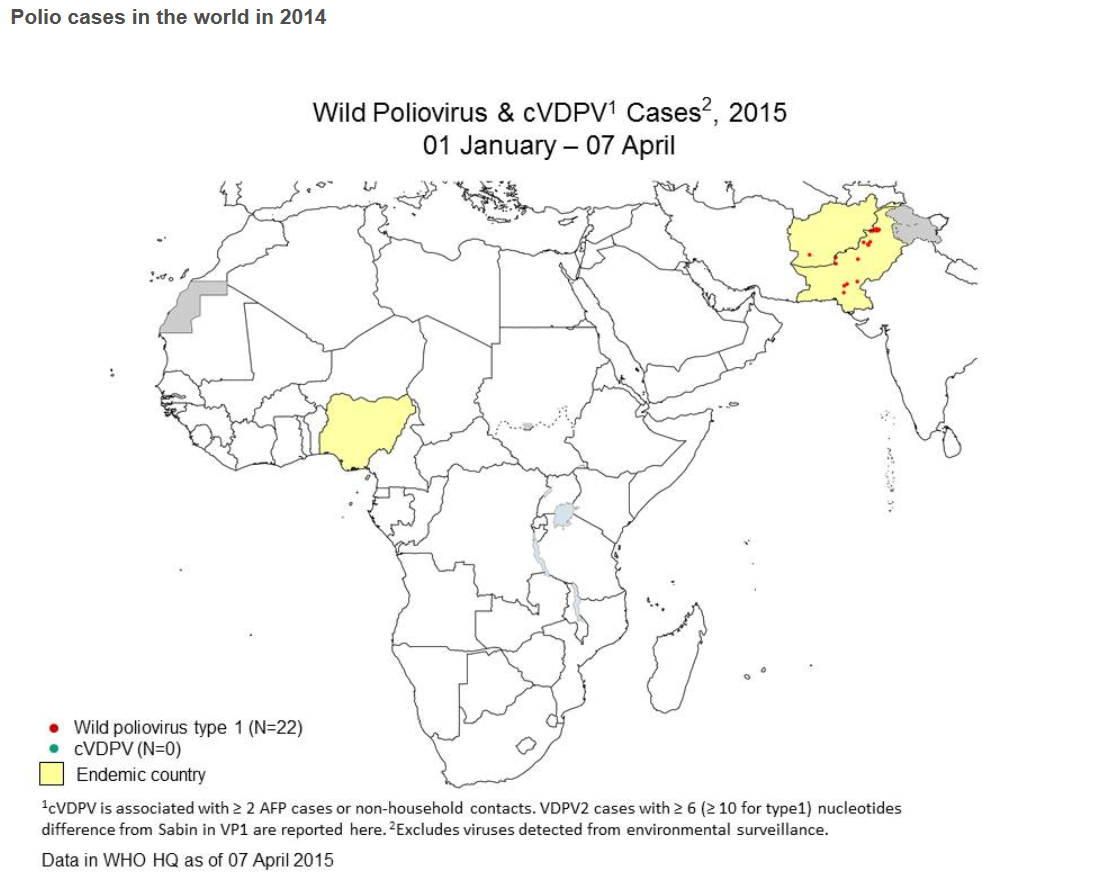 Polio cases in the world in 2014
Wild Poliovirus & cVDPV¹ Cases², 2015
01 January – 07 April
Wild poliovirus type 1 (N=22)
cVDPV (N=0)
Endemic country
¹cVDPV is associated with ≥ 2 AFP cases or non-household contacts. VDPV2 cases with ≥ 6 (≥ 10 for type1) nucleotides
difference from Sabin in VP1 are reported here. ²Excludes viruses detected from environmental surveillance.
Data in WHO HQ as of 07 April 2015